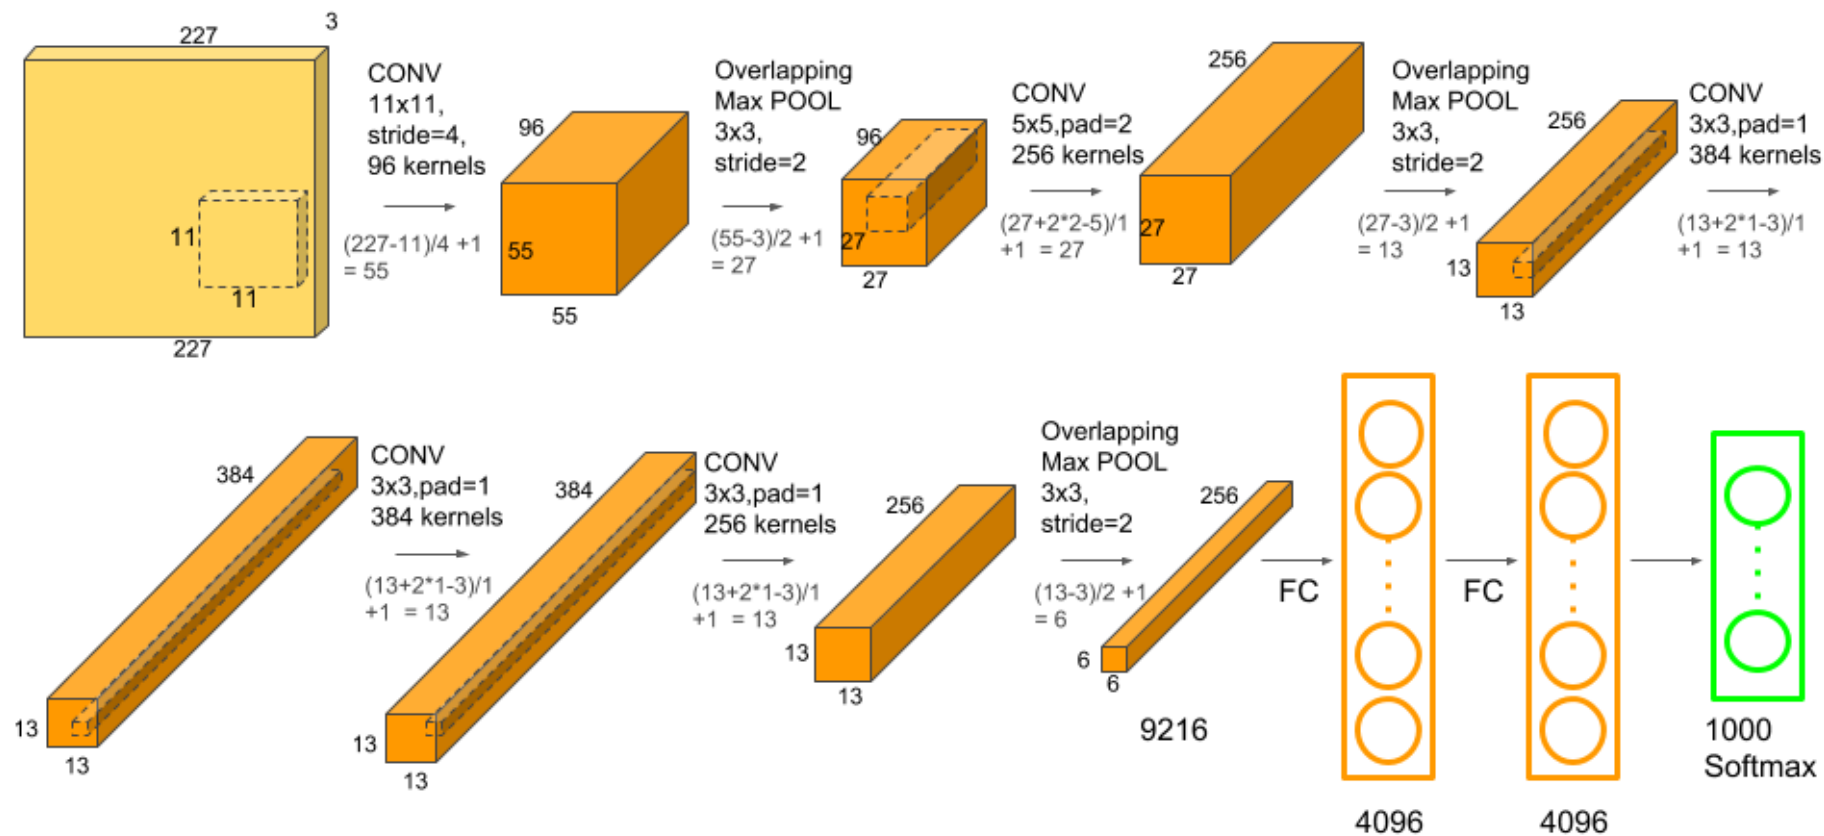 227
3
CONV
11x11,
stride=4,
96 kernels
(227-11)/4 +1
= 55
11
11
227
96
55
55
Overlapping
Max POOL
3x3,
stride=2
(55-3)/2 +1
= 27
96
27
27
CONV
5x5,pad=2
256 kernels
(27+2*2-5)/1
+1 = 27
256
27
27
Overlapping
Max POOL
3x3,
stride=2
(27-3)/2 +1
= 13
256
13
13
CONV
3x3,pad=1
384 kernels
(13+2*1-3)/1
+1 = 13
384
13
13
CONV
3x3,pad=1
384 kernels
(13+2*1-3)/1
+1 = 13
384
13
13
CONV
3x3,pad=1
256 kernels
(13+2*1-3)/1
+1 = 13
256
13
13
Overlapping
Max POOL
3x3,
stride=2
(13-3)/2 +1
= 6
256
6
6
9216
FC
4096
FC
4096
1000
Softmax